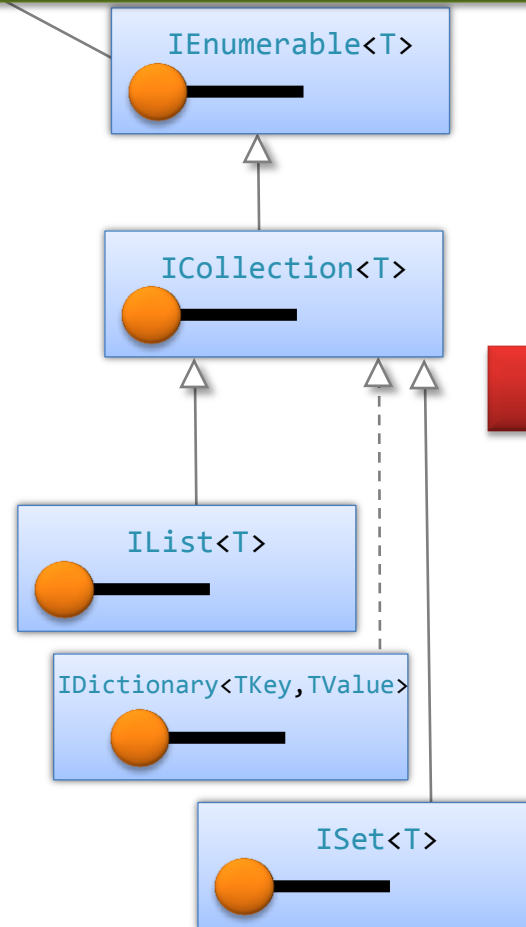 IEnumerable<T>
ICollection<T>
IList<T>
IDictionary<TKey,TValue>
ISet<T>